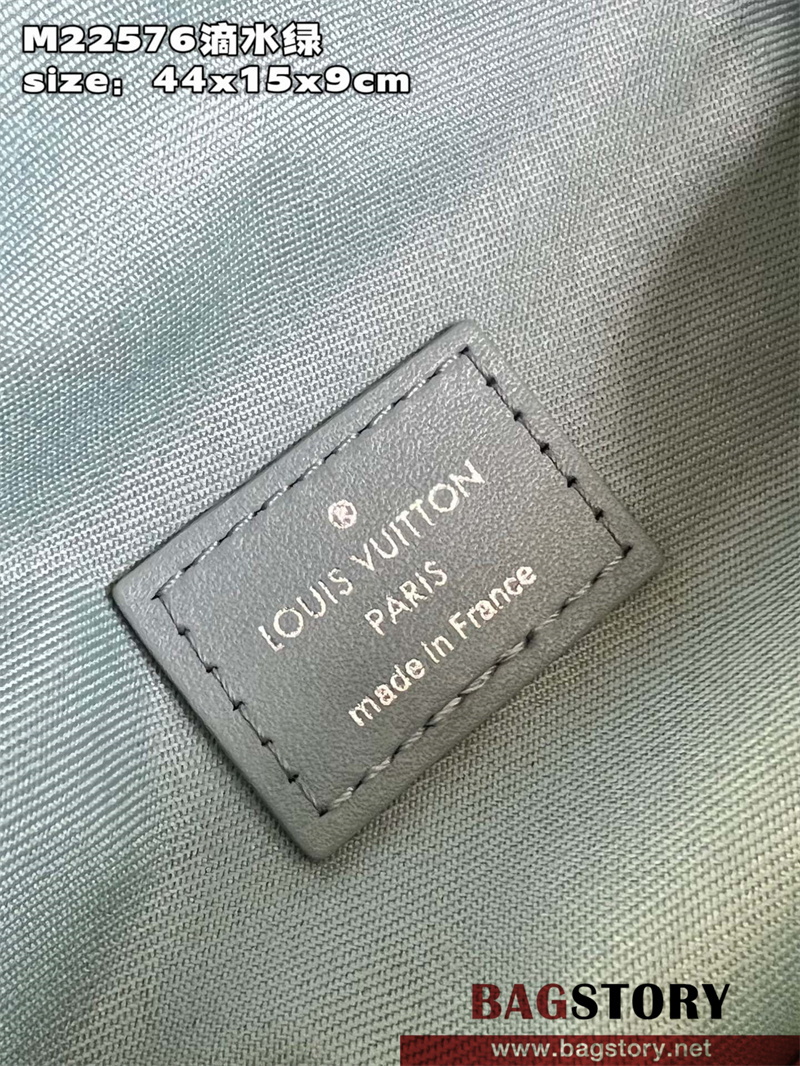 M22576滴水绿
size: 44x15x9cm
®
LOUIS VUITTON
PARIS
made in France
BAGSTORY
www.bagstory.net